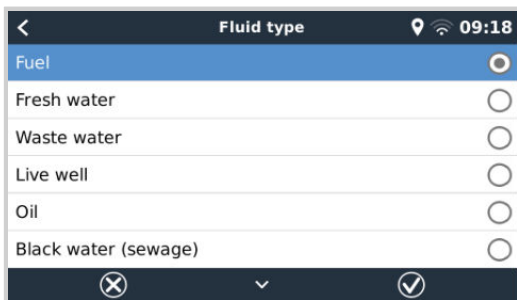 Fluid type 09:18
Fuel
Fresh water
Waste water
Live well
Oil
Black water (sewage)